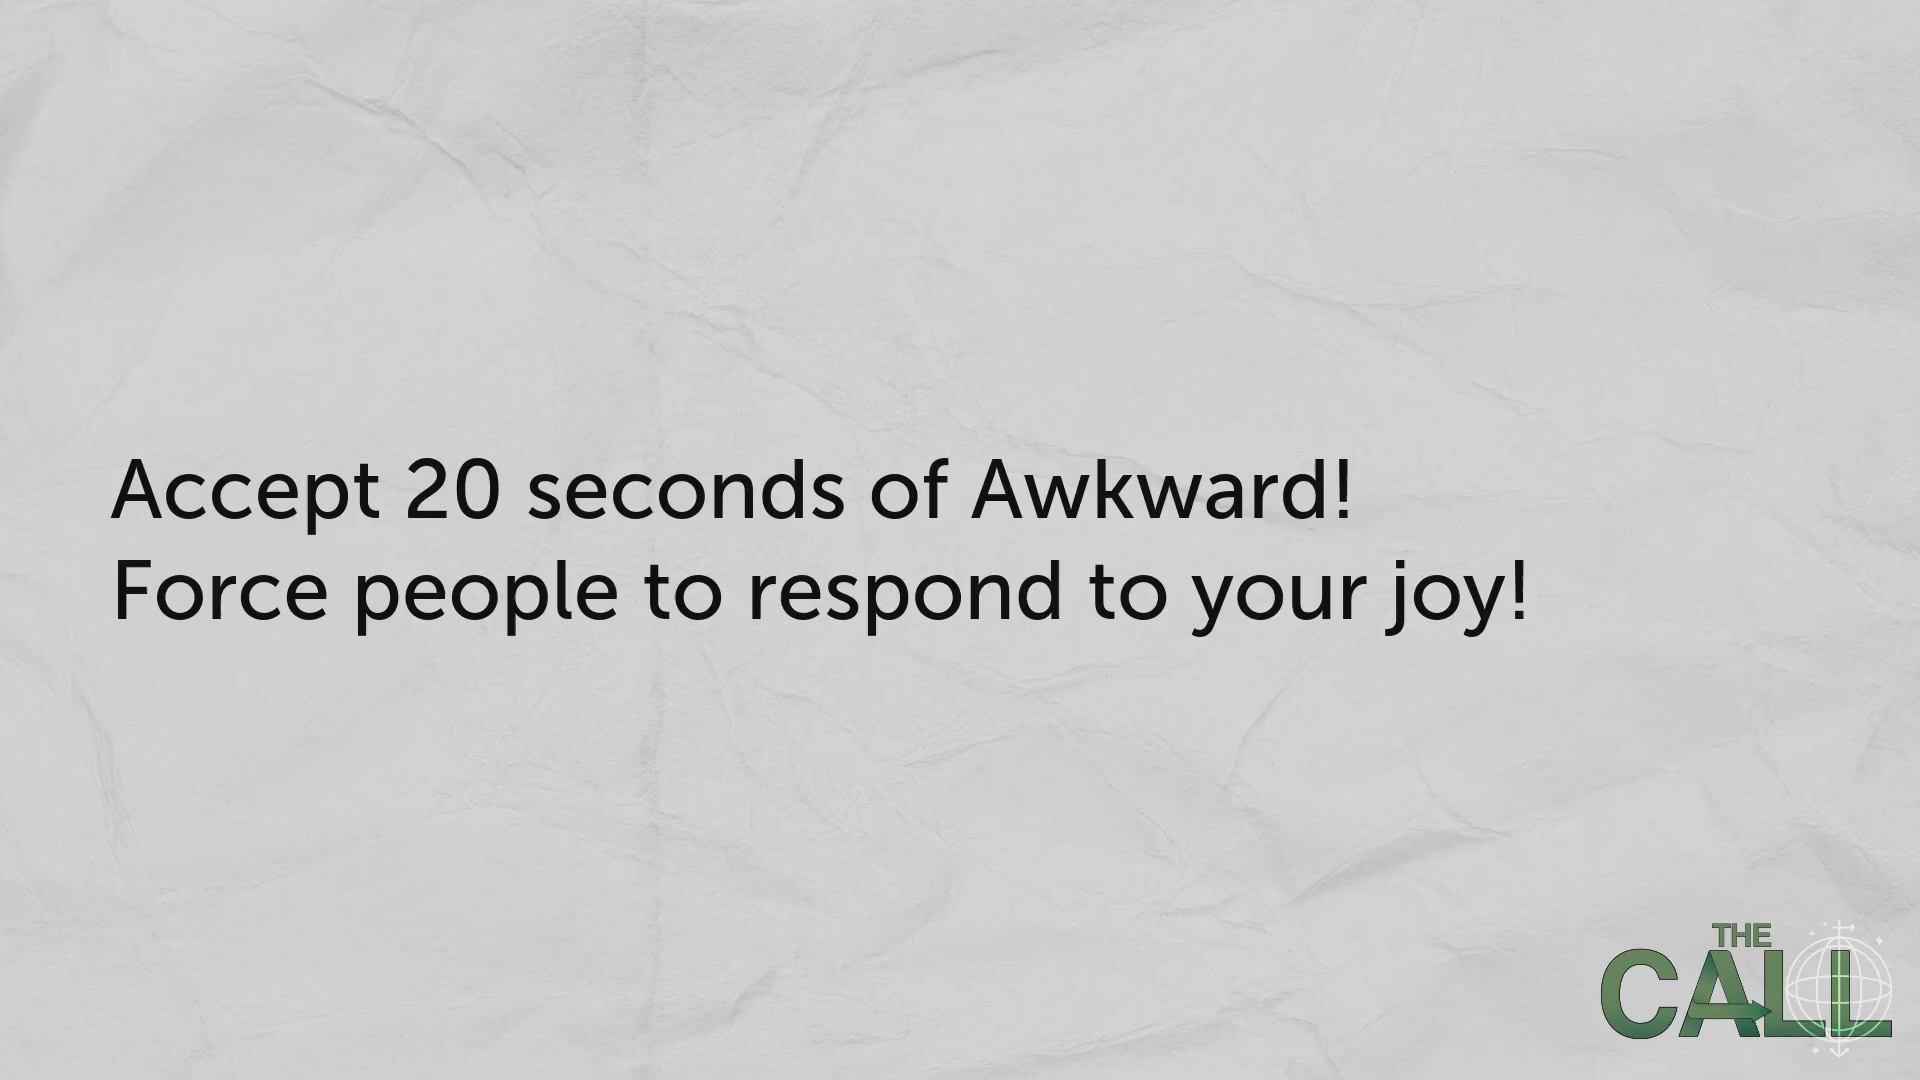 Accept 20 seconds of Awkward!
Force people to respond to your joy!
THE
CALL